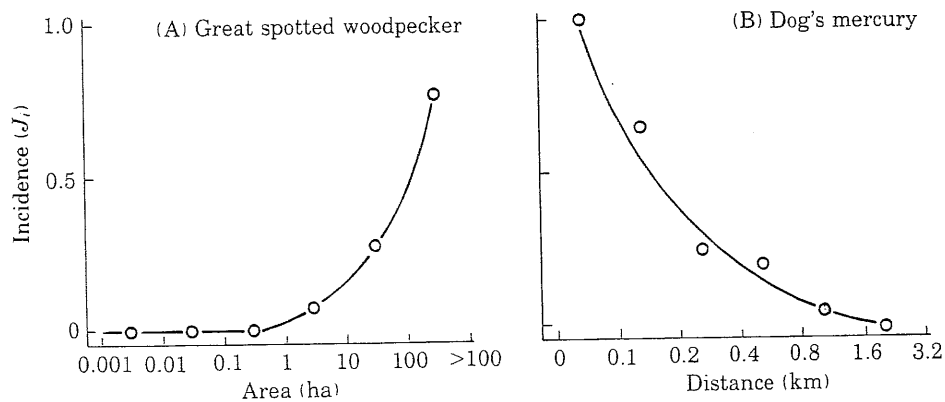 (A) Great spotted woodpecker
(B) Dog's mercury
Incidence (Ji)
1.0
0.5
0
0.001 0.01 0.1 1 10 100 >100
Area (ha)
0 0.1 0.2 0.4 0.8 1.6 3.2
Distance (km)